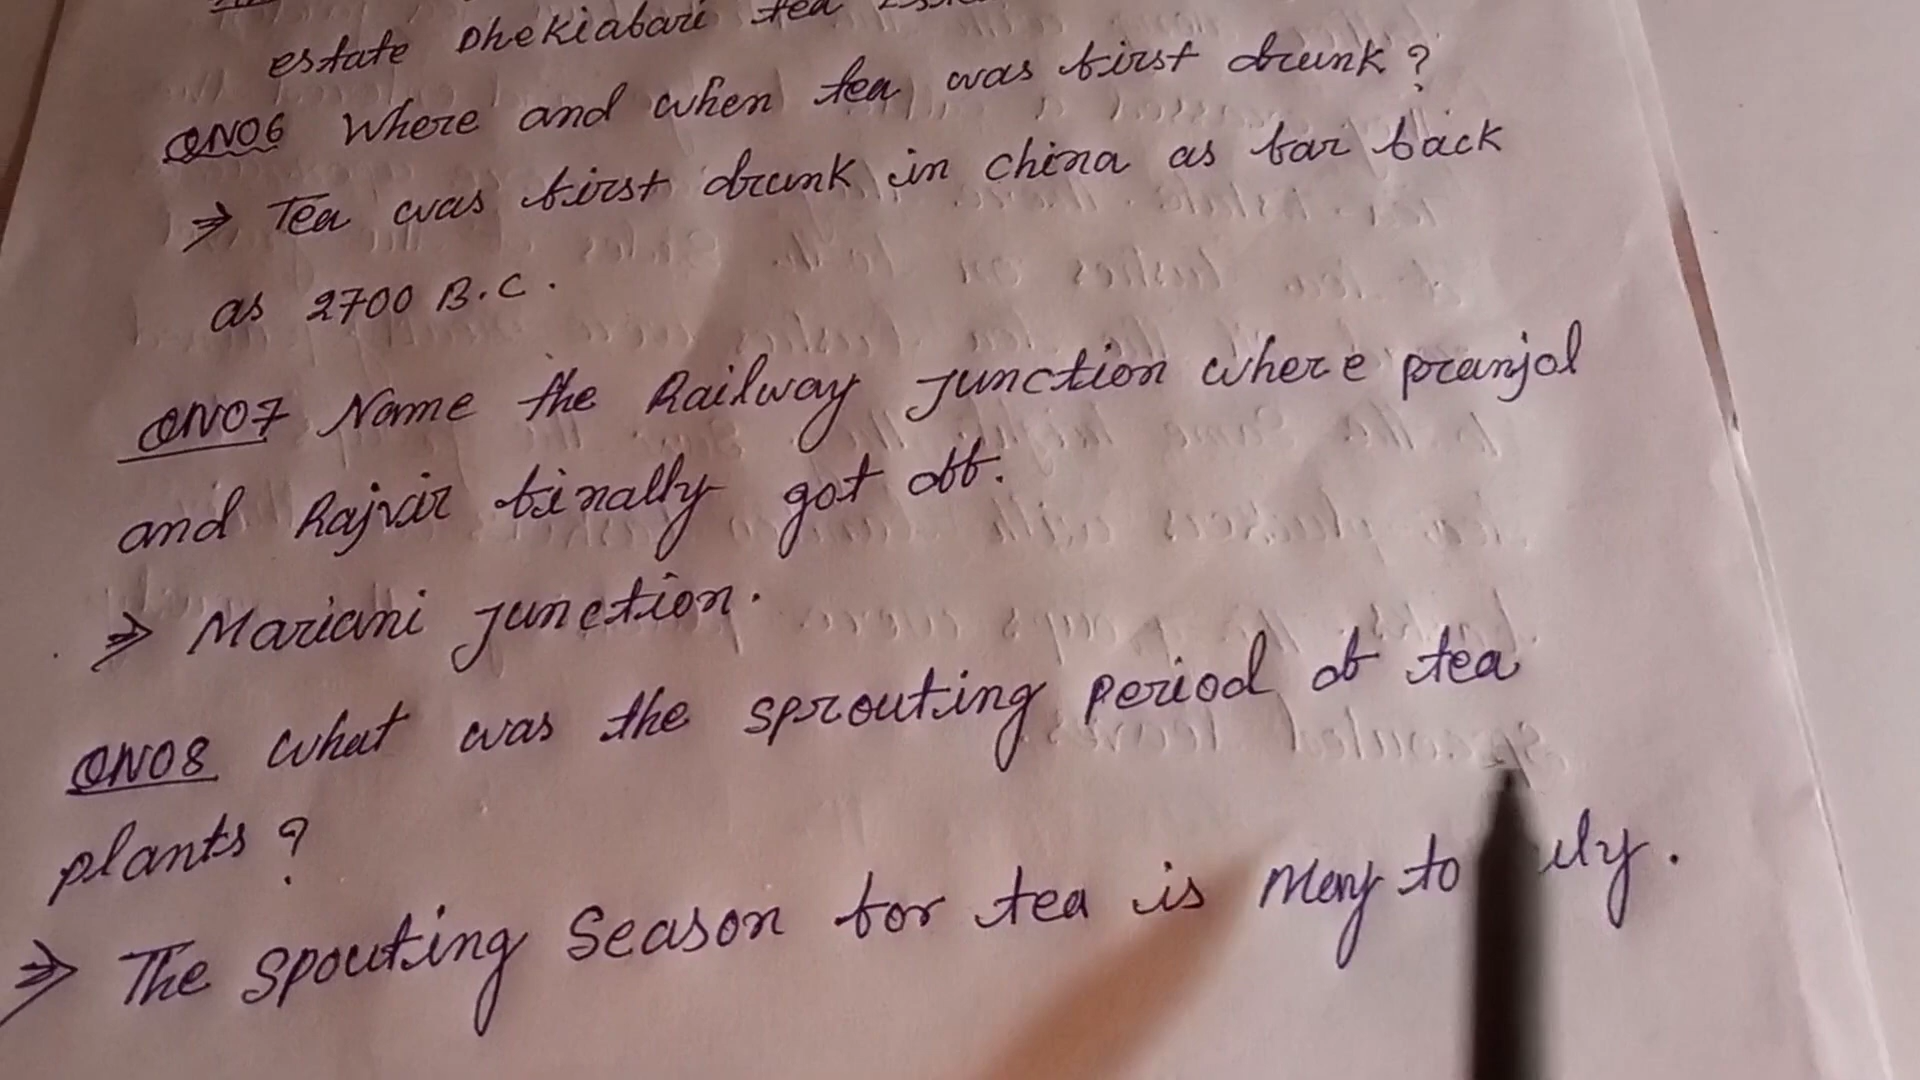 estate Dhekiabari tea
QNO6 Where and when tea was first drunk?
⇒ Tea was first drunk in china as far back
as 2700 B.C.
QNO7 Name the Railway Junction where pranjol
and Rajvir finally got off.
⇒ Mariani Junction.
QNO8 What was the sprouting period of tea
plants?
⇒ The Spouting Season for tea is May to